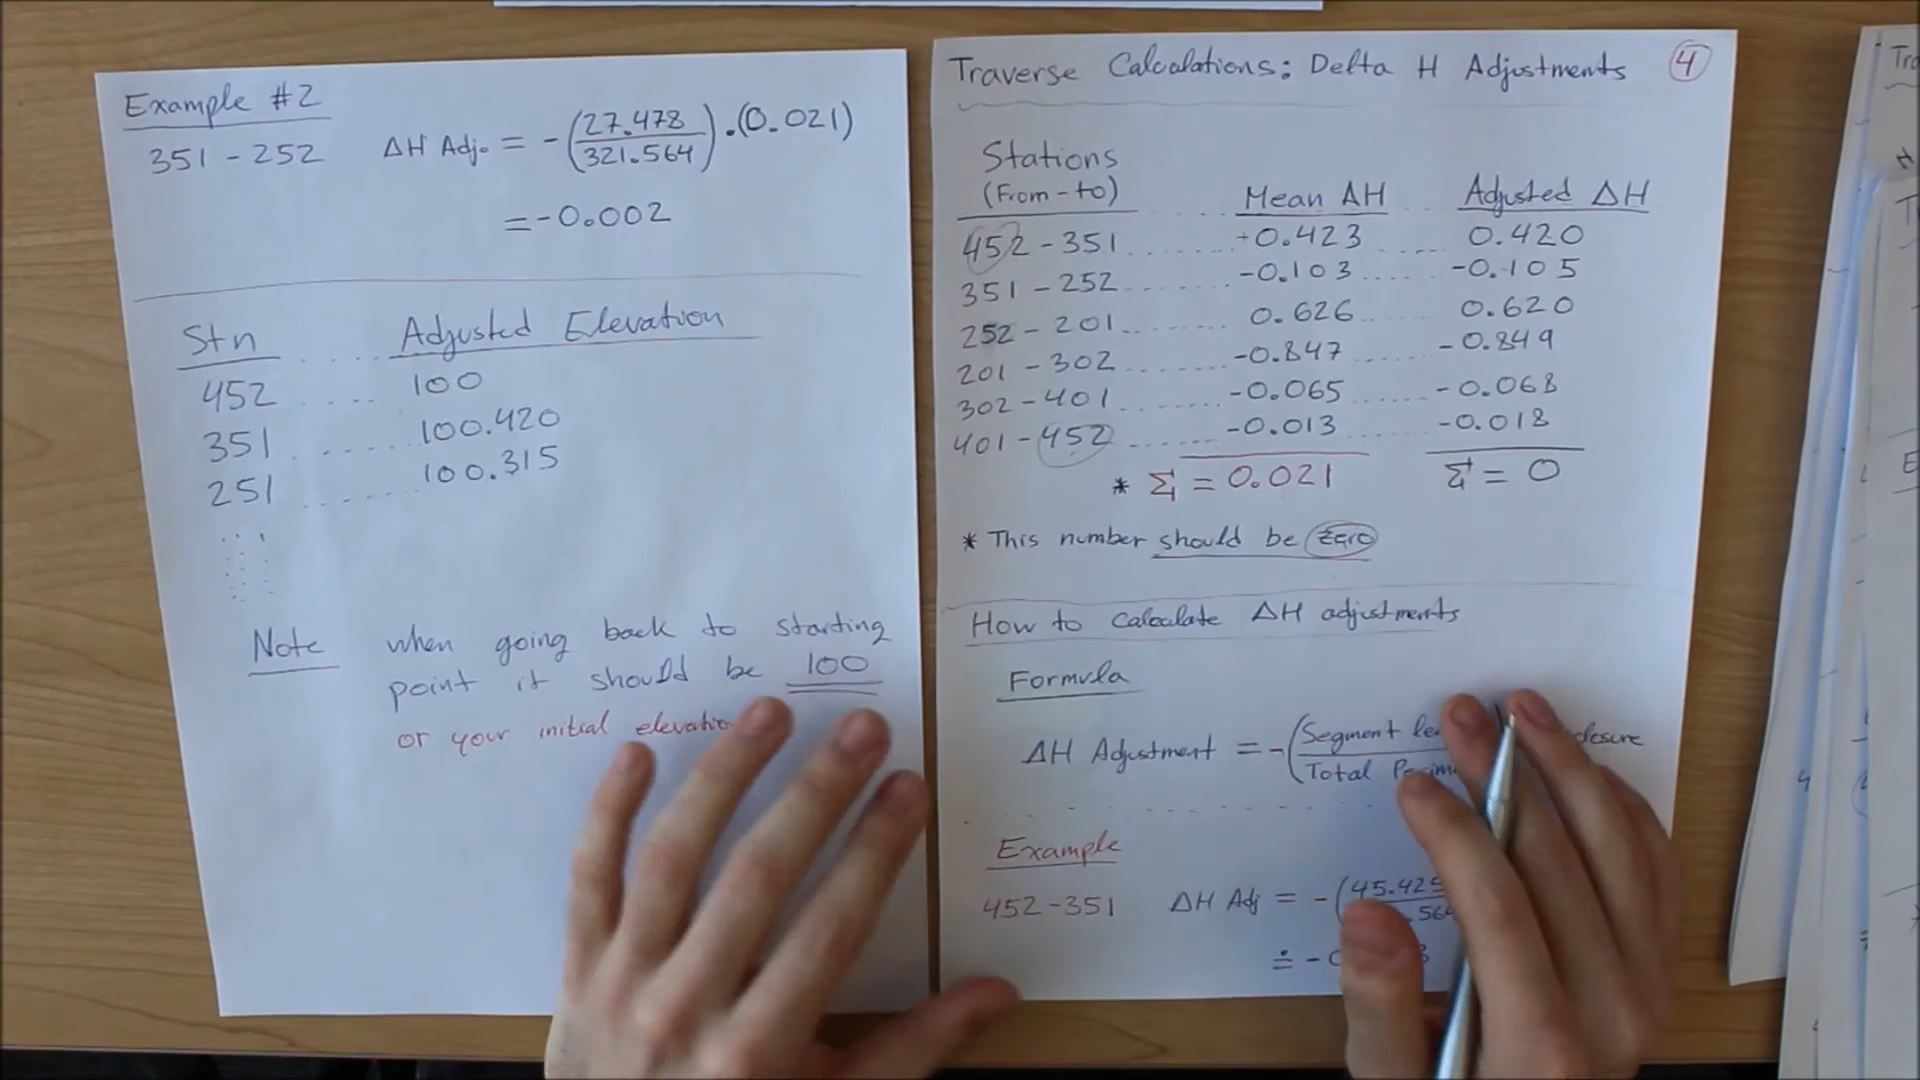 Example #2
351 - 252 ΔH Adj. = -(27.478/321.564).(0.021)
= -0.002
Stn Adjusted Elevation
452 .... 100
351 .... 100.420
251 .... 100.315
Note when going back to starting
point it should be 100
or your initial
Traverse Calculations: Delta H Adjustments 4
Stations
(From - to) Mean ΔH Adjusted ΔH
452 - 351 0.423 0.420
351 - 252 -0.103 -0.105
252 - 201 0.626 0.620
201 - 302 -0.847 -0.849
302 - 401 -0.065 -0.068
401 - 452 -0.013 -0.018
* Σ = 0.021 Σ = 0
* This number should be zero
How to calculate ΔH adjustments
Formula
ΔH Adjustment = -(Segment
Total
Example
452-351 ΔH Adj = -(45.425